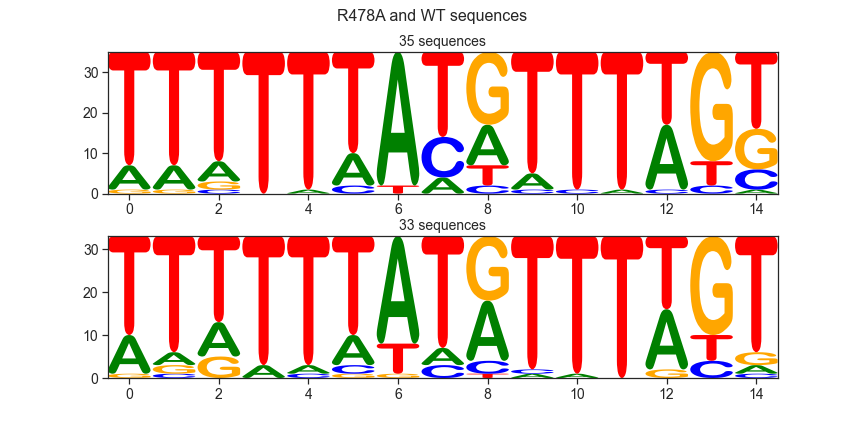 R478A and WT sequences
35 sequences
30
20
10
0
T T T T T T A T G T T T T G T
A A A A A T C A A C A A T G
G G G C A T C C C C
C C A
0 2 4 6 8 10 12 14
33 sequences
30
20
10
0
T T T T T T A T G T T T T G T
A A A A A A T A A C A A T G
G G G C C G C C A G C A
C G T C
0 2 4 6 8 10 12 14